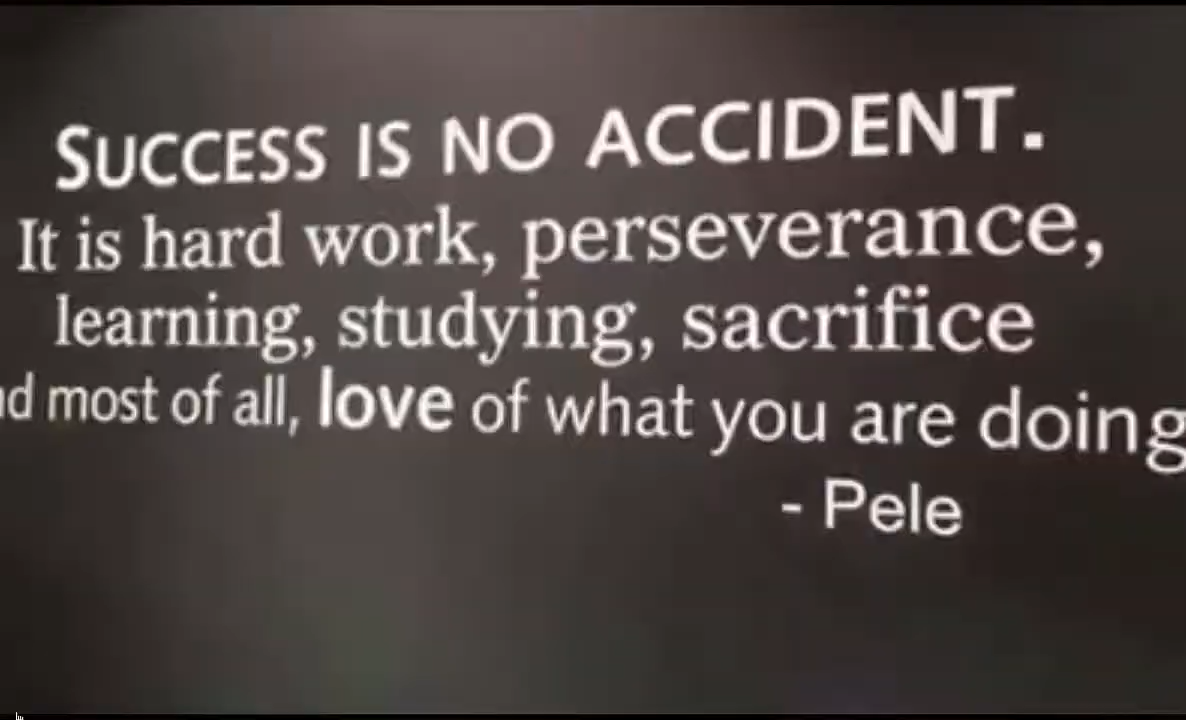 SUCCESS IS NO ACCIDENT.
It is hard work, perseverance,
learning, studying, sacrifice
nd most of all, love of what you are doing
- Pele